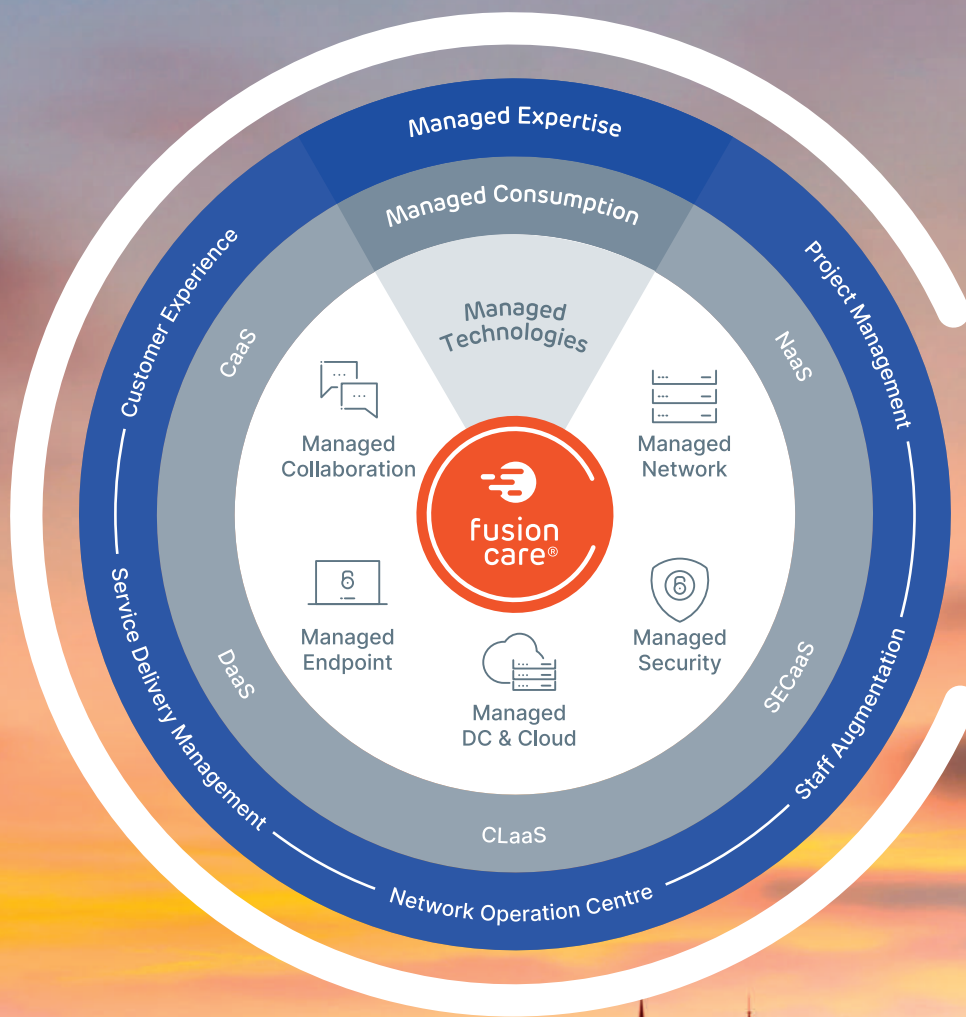 Managed Expertise
Managed Consumption
Managed
Technologies
Customer Experience
Project Management
CaaS
NaaS
Managed
Collaboration
Managed
Network
fusion
care®
Managed
Endpoint
Managed
Security
Managed
DC & Cloud
DaaS
SECaaS
CLaaS
Service Delivery Management
Staff Augmentation
Network Operation Centre